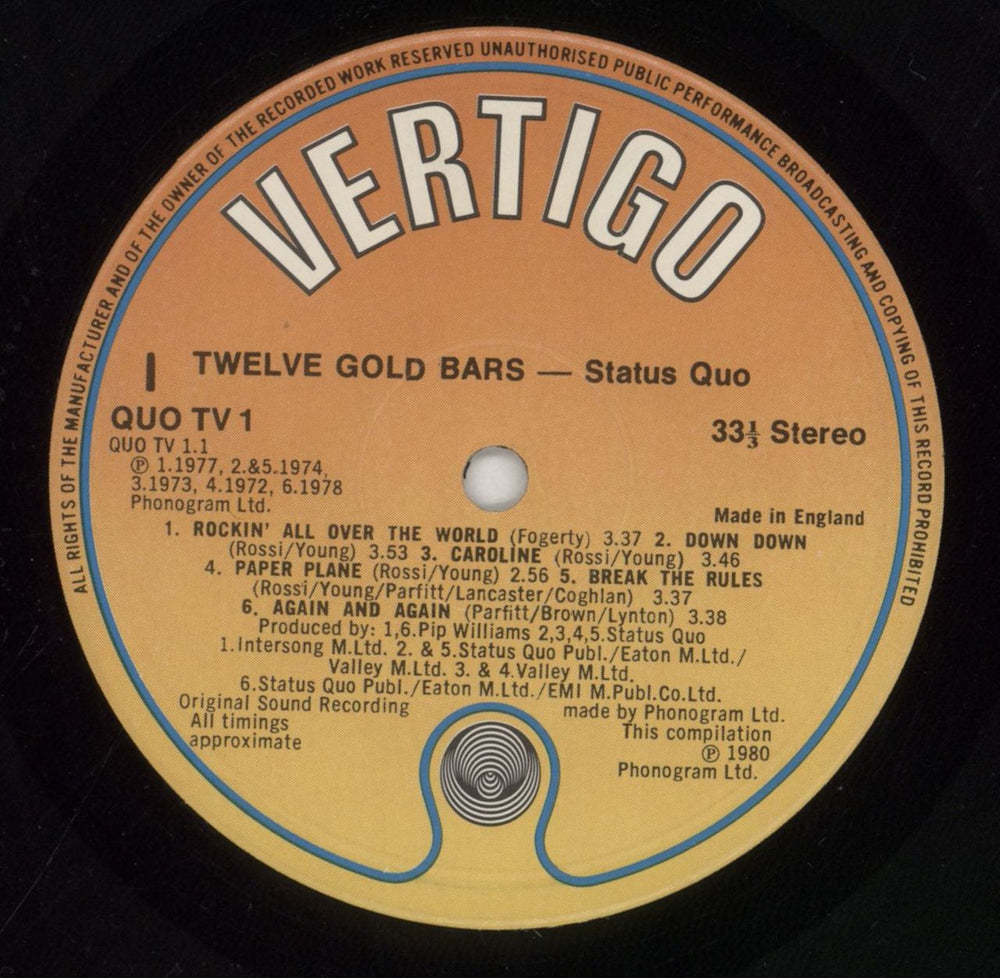 ALL RIGHTS OF THE MANUFACTURER AND OF THE OWNER OF THE RECORDED WORK RESERVED UNAUTHORISED PUBLIC PERFORMANCE BROADCASTING AND COPYING OF THIS RECORD PROHIBITED
VERTIGO
I TWELVE GOLD BARS — Status Quo
QUO TV 1
33⅓ Stereo
QUO TV 1.1
℗ 1.1977, 2.&5.1974,
3.1973, 4.1972, 6.1978
Phonogram Ltd.
Made in England
1. ROCKIN' ALL OVER THE WORLD (Fogerty) 3.37 2. DOWN DOWN
(Rossi/Young) 3.53 3. CAROLINE (Rossi/Young) 3.46
4. PAPER PLANE (Rossi/Young) 2.56 5. BREAK THE RULES
(Rossi/Young/Parfitt/Lancaster/Coghlan) 3.37
6. AGAIN AND AGAIN (Parfitt/Brown/Lynton) 3.38
Produced by: 1,6.Pip Williams 2,3,4,5.Status Quo
1.Intersong M.Ltd. 2. & 5.Status Quo Publ./Eaton M.Ltd./
Valley M.Ltd. 3. & 4.Valley M.Ltd.
6.Status Quo Publ./Eaton M.Ltd./EMI M.Publ.Co.Ltd.
Original Sound Recording made by Phonogram Ltd.
All timings This compilation
approximate ℗ 1980
Phonogram Ltd.